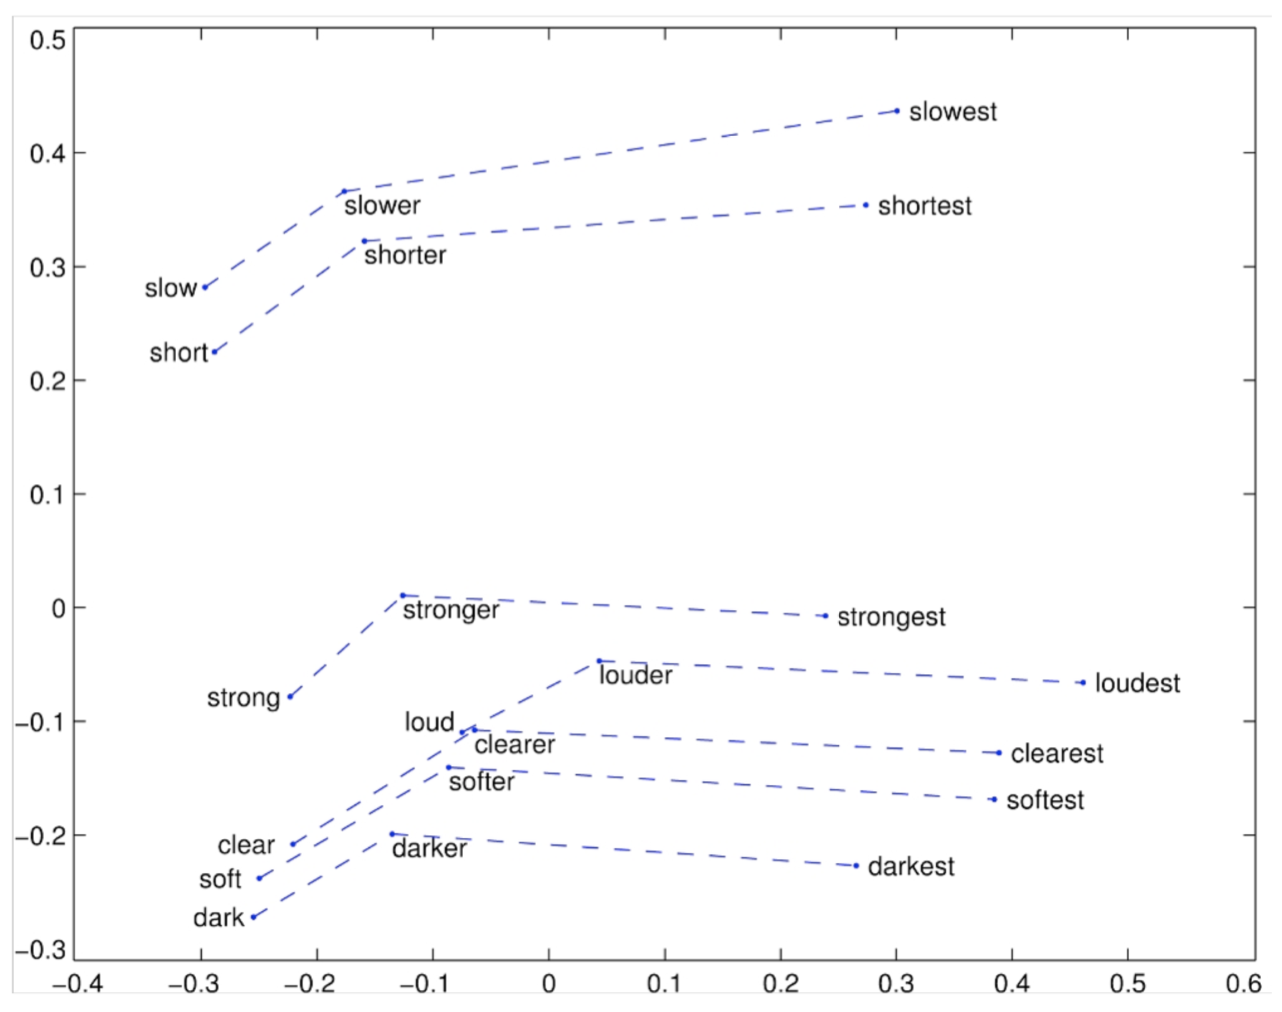 0.5
slowest
0.4
slower
shortest
shorter
0.3
slow
short
0.2
0.1
0
stronger
strongest
strong
louder
loudest
−0.1
loud
clearer
clearest
softer
softest
−0.2
clear
darker
darkest
soft
dark
−0.3
−0.4 −0.3 −0.2 −0.1 0 0.1 0.2 0.3 0.4 0.5 0.6